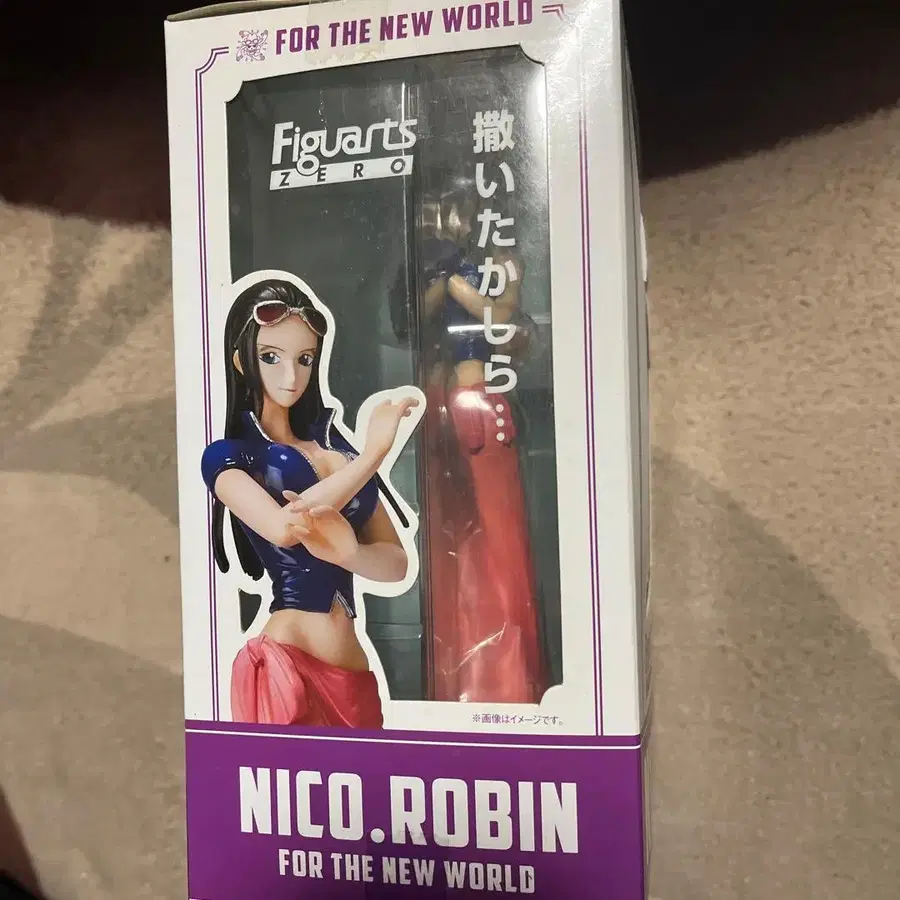 FOR THE NEW WORLD
Figuarts
ZERO
撒いたかしら…
※画像はイメージです。
NICO.ROBIN
FOR THE NEW WORLD